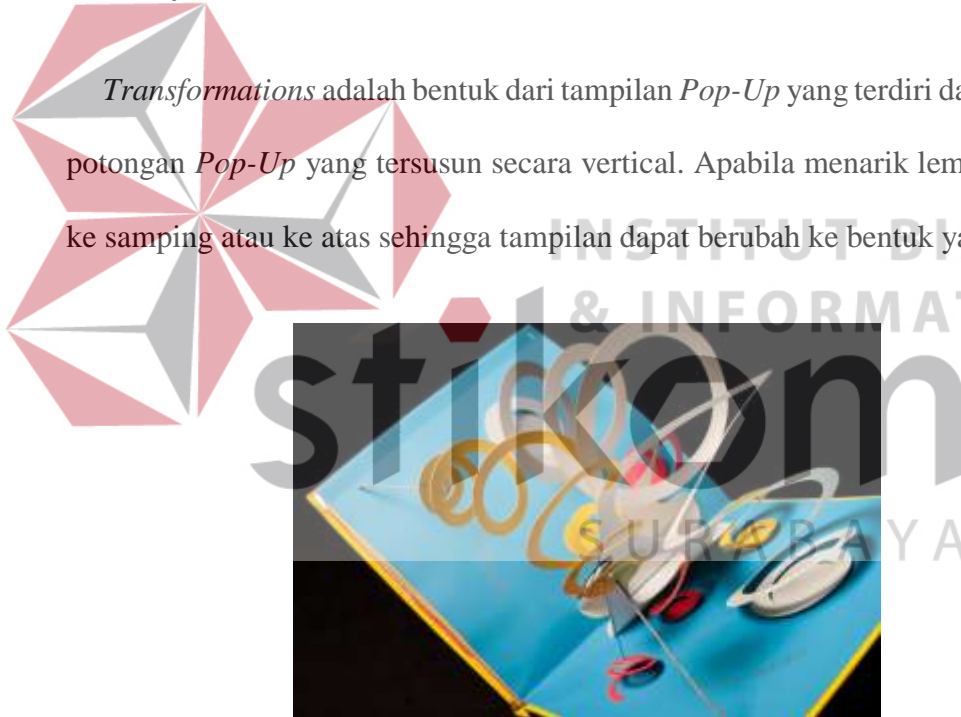 Transformations adalah bentuk dari tampilan Pop-Up yang terdiri da
potongan Pop-Up yang tersusun secara vertical. Apabila menarik lem
ke samping atau ke atas sehingga tampilan dapat berubah ke bentuk ya
INSTITUT BI
& INFORMAT
stikom
SURABAYA